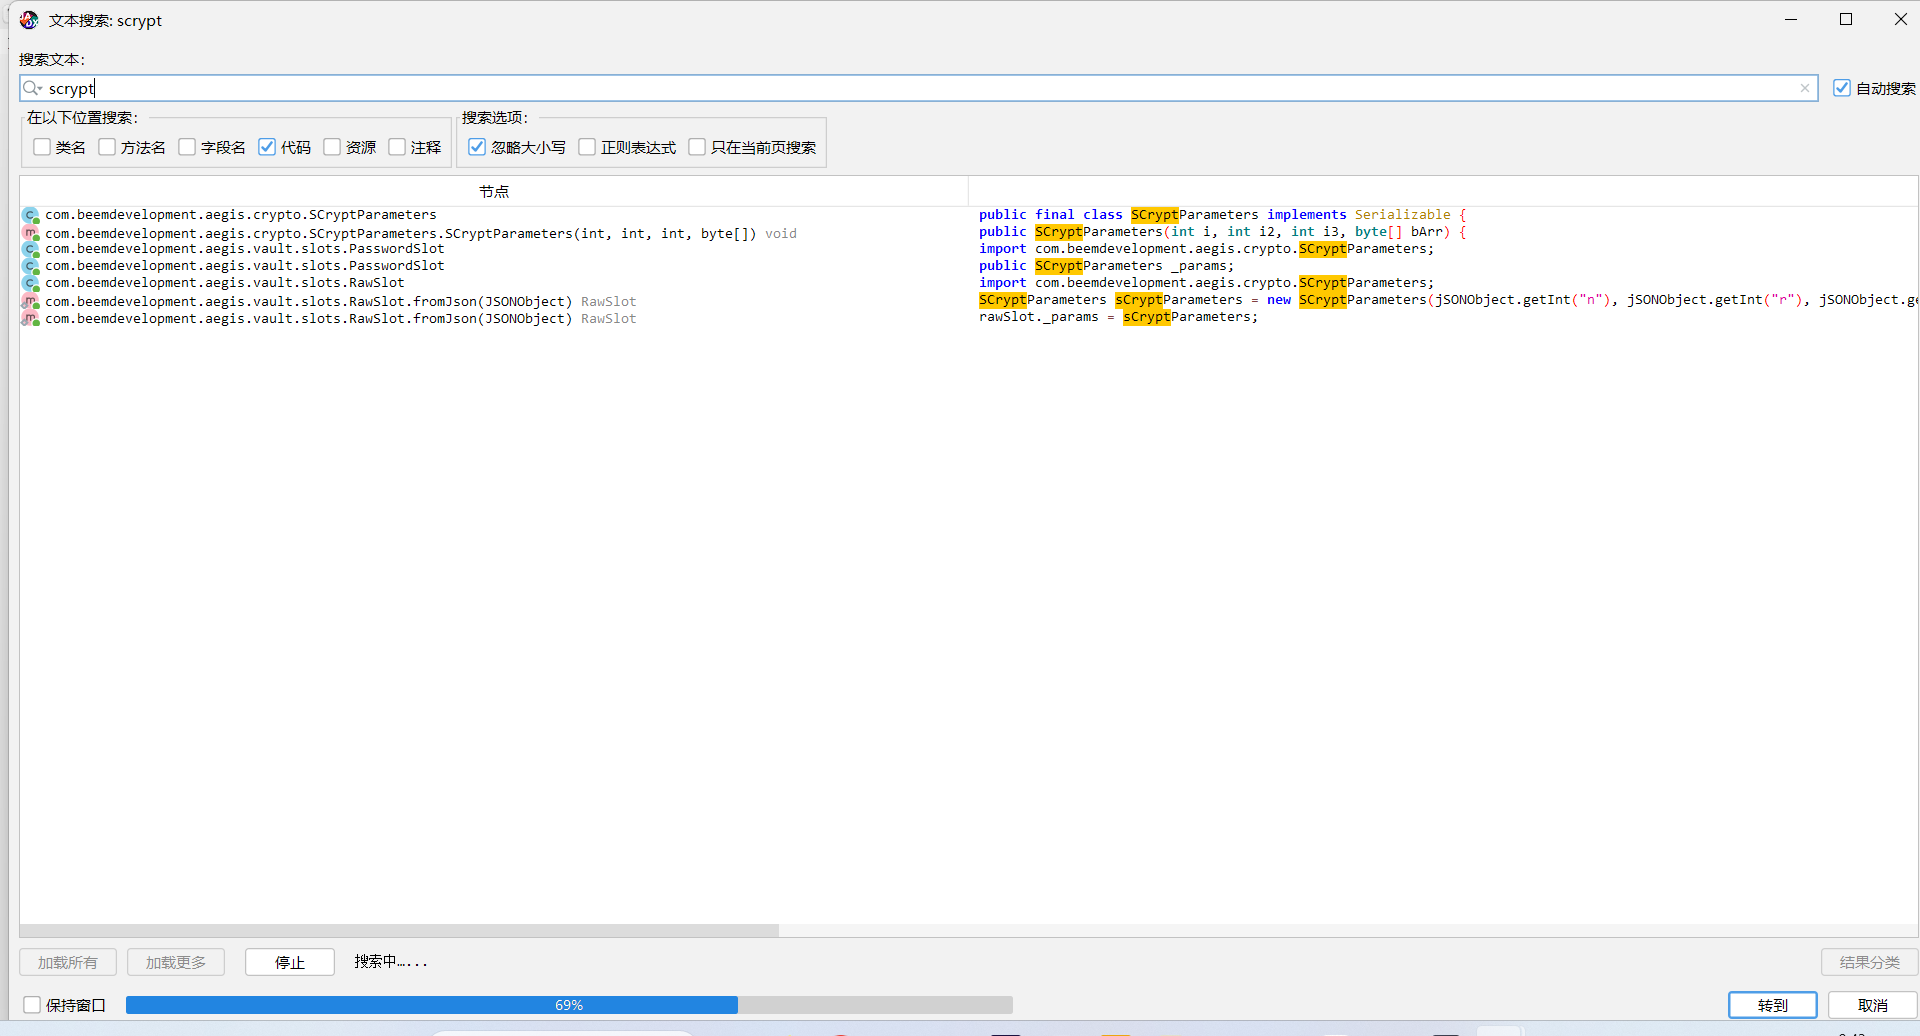 文本搜索: scrypt
搜索文本:
scrypt
自动搜索
在以下位置搜索:
类名 方法名 字段名 代码 资源 注释
搜索选项:
忽略大小写 正则表达式 只在当前页搜索
节点
com.beemdevelopment.aegis.crypto.SCryptParameters public final class SCryptParameters implements Serializable {
com.beemdevelopment.aegis.crypto.SCryptParameters.SCryptParameters(int, int, int, byte[]) void public SCryptParameters(int i, int i2, int i3, byte[] bArr) {
com.beemdevelopment.aegis.vault.slots.PasswordSlot import com.beemdevelopment.aegis.crypto.SCryptParameters;
com.beemdevelopment.aegis.vault.slots.PasswordSlot public SCryptParameters _params;
com.beemdevelopment.aegis.vault.slots.RawSlot import com.beemdevelopment.aegis.crypto.SCryptParameters;
com.beemdevelopment.aegis.vault.slots.RawSlot.fromJson(JSONObject) RawSlot SCryptParameters sCryptParameters = new SCryptParameters(jSONObject.getInt("n"), jSONObject.getInt("r"), jSONObject.ge
com.beemdevelopment.aegis.vault.slots.RawSlot.fromJson(JSONObject) RawSlot rawSlot._params = sCryptParameters;
加载所有 加载更多 停止 搜索中…... 结果分类
保持窗口 69% 转到 取消